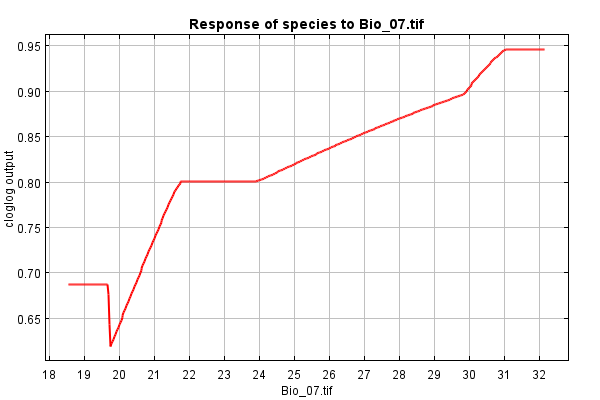 Response of species to Bio_07.tif
0.95
0.90
0.85
0.80
0.75
0.70
0.65
cloglog output
18 19 20 21 22 23 24 25 26 27 28 29 30 31 32
Bio_07.tif